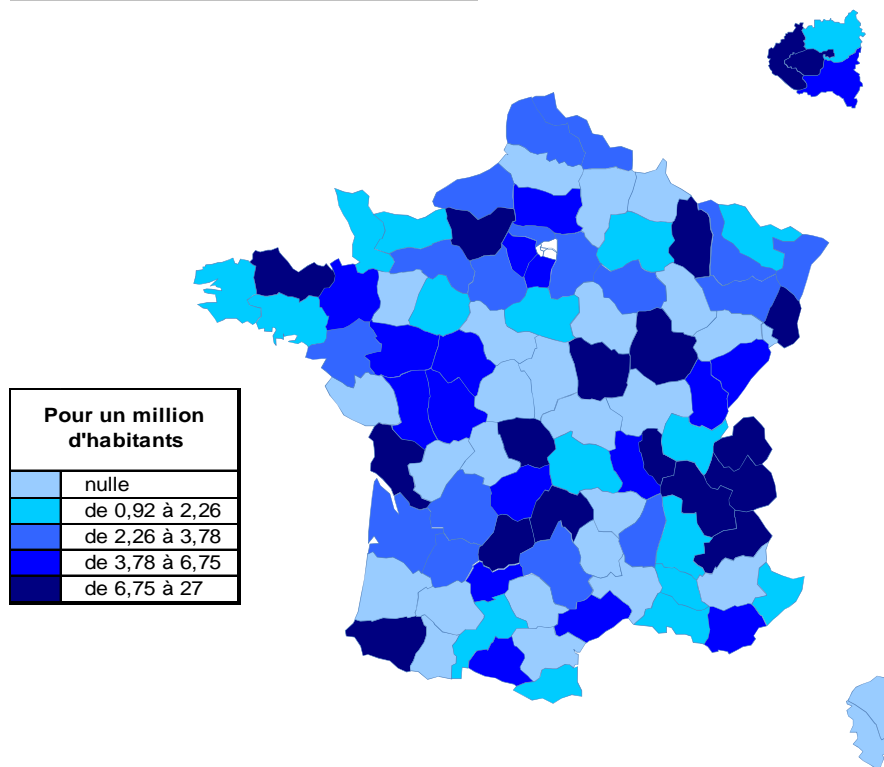 Pour un million
d'habitants
nulle
de 0,92 à 2,26
de 2,26 à 3,78
de 3,78 à 6,75
de 6,75 à 27